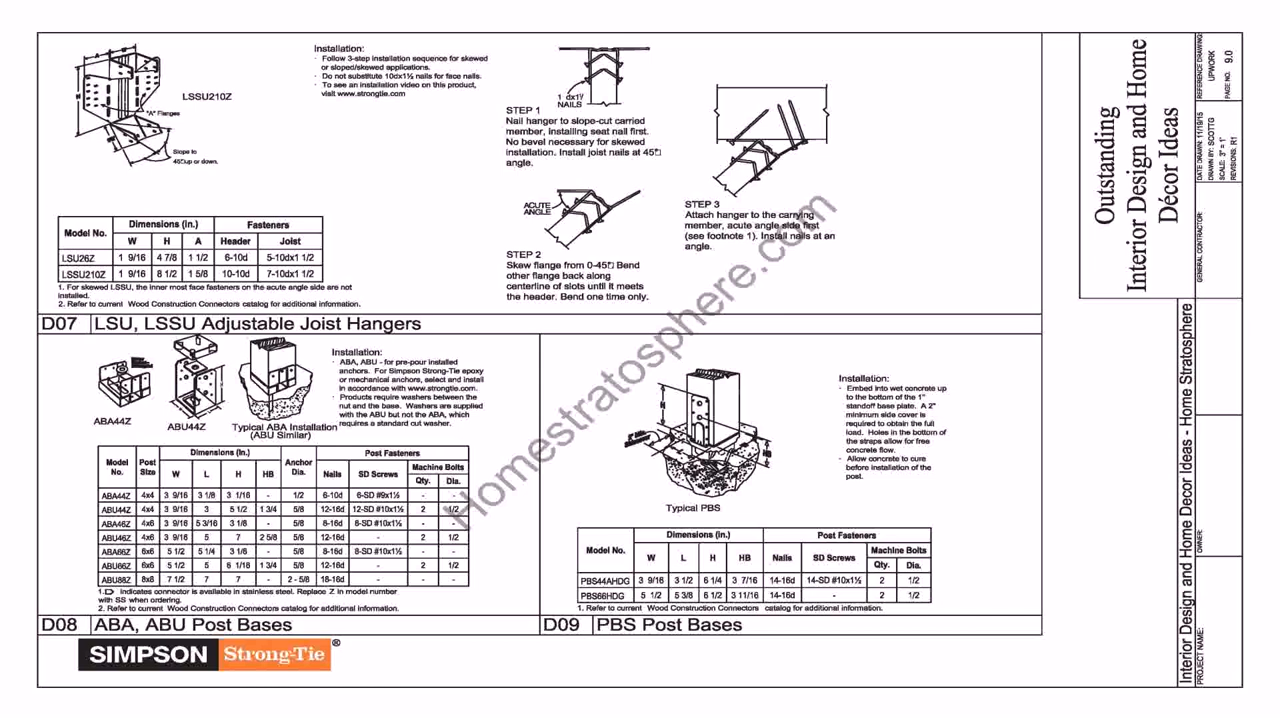 Installation:
· Follow 3-step installation sequence for skewed
or sloped/skewed applications.
· Do not substitute 10dx1½ nails for face nails.
· To see an installation video on this product,
visit www.strongtie.com
A W
H
LSSU210Z
"A" Flanges
Slope to
45 up or down.
Model No. Dimensions (in.) Fasteners
W H A Header Joist
LSU26Z 1 9/16 4 7/8 1 1/2 6-10d 5-10dx1 1/2
LSSU210Z 1 9/16 8 1/2 1 5/8 10-10d 7-10dx1 1/2
1. For skewed LSSU, the inner most face fasteners on the acute angle side are not
installed.
2. Refer to current Wood Construction Connectors catalog for additional information.
NAILS
STEP 1
Nail hanger to slope-cut carried
member, installing seat nail first.
No bevel necessary for skewed
installation. Install joist nails at 45
angle.
ACUTE
ANGLE
STEP 2
Skew flange from 0-45 Bend
other flange back along
centerline of slots until it meets
the header. Bend one time only.
STEP 3
Attach hanger to the carrying
member, acute angle side first
(see footnote 1). Install nails at an
angle.
D07 LSU, LSSU Adjustable Joist Hangers
ABA44Z
ABU44Z
Typical ABA Installation
(ABU Similar)
Installation:
· ABA, ABU - for pre-pour installed
anchors. For Simpson Strong-Tie epoxy
or mechanical anchors, select and install
in accordance with www.strongtie.com.
· Products require washers between the
nut and the base. Washers are supplied
with the ABU but not the ABA, which
requires a standard cut washer.
Model No. Post Size Dimensions (in.) Anchor Dia. Post Fasteners
W L H HB Nails SD Screws Machine Bolts
Qty. Dia.
ABA44Z 4x4 3 9/16 3 1/8 3 1/16 - 1/2 6-10d 6-SD #9x1½ - -
ABU44Z 4x4 3 9/16 3 5 1/2 1 3/4 5/8 12-16d 12-SD #10x1½ 2 1/2
ABA46Z 4x6 3 9/16 5 3/16 3 1/8 - 5/8 8-16d 8-SD #10x1½ - -
ABU46Z 4x6 3 9/16 5 7 2 5/8 5/8 12-16d - 2 1/2
ABA66Z 6x6 5 1/2 5 1/4 3 1/8 - 5/8 8-16d 8-SD #10x1½ - -
ABU66Z 6x6 5 1/2 5 6 1/16 1 3/4 5/8 12-16d - 2 1/2
ABU88Z 8x8 7 1/2 7 7 - 2 - 5/8 18-16d - - -
1. indicates connector is available in stainless steel. Replace Z in model number
with SS when ordering.
2. Refer to current Wood Construction Connectors catalog for additional information.
D08 ABA, ABU Post Bases
H
HB
Typical PBS
Installation:
· Embed into wet concrete up
to the bottom of the 1"
standoff base plate. A 2"
minimum side cover is
required to obtain the full
load. Holes in the bottom of
the straps allow for free
concrete flow.
· Allow concrete to cure
before installation of the
post.
Model No. Dimensions (in.) Post Fasteners
W L H HB Nails SD Screws Machine Bolts
Qty. Dia.
PBS44AHDG 3 9/16 3 1/2 6 1/4 3 7/16 14-16d 14-SD #10x1½ 2 1/2
PBS66HDG 5 1/2 5 3/8 6 1/2 3 11/16 14-16d - 2 1/2
1. Refer to current Wood Construction Connectors catalog for additional information.
D09 PBS Post Bases
SIMPSON Strong-Tie ®
Homestratosphere.com
Outstanding
Interior Design and Home
Décor Ideas
REFERENCE DRAWING:
UPWORK
PAGE NO. 9.0
DATE DRAWN: 11/19/15
DRAWN BY: SCOTTG
SCALE: 3" = 1"
REVISIONS: R1
GENERAL CONTRACTOR:
OWNER:
Interior Design and Home Decor Ideas - Home Stratosphere
PROJECT NAME: